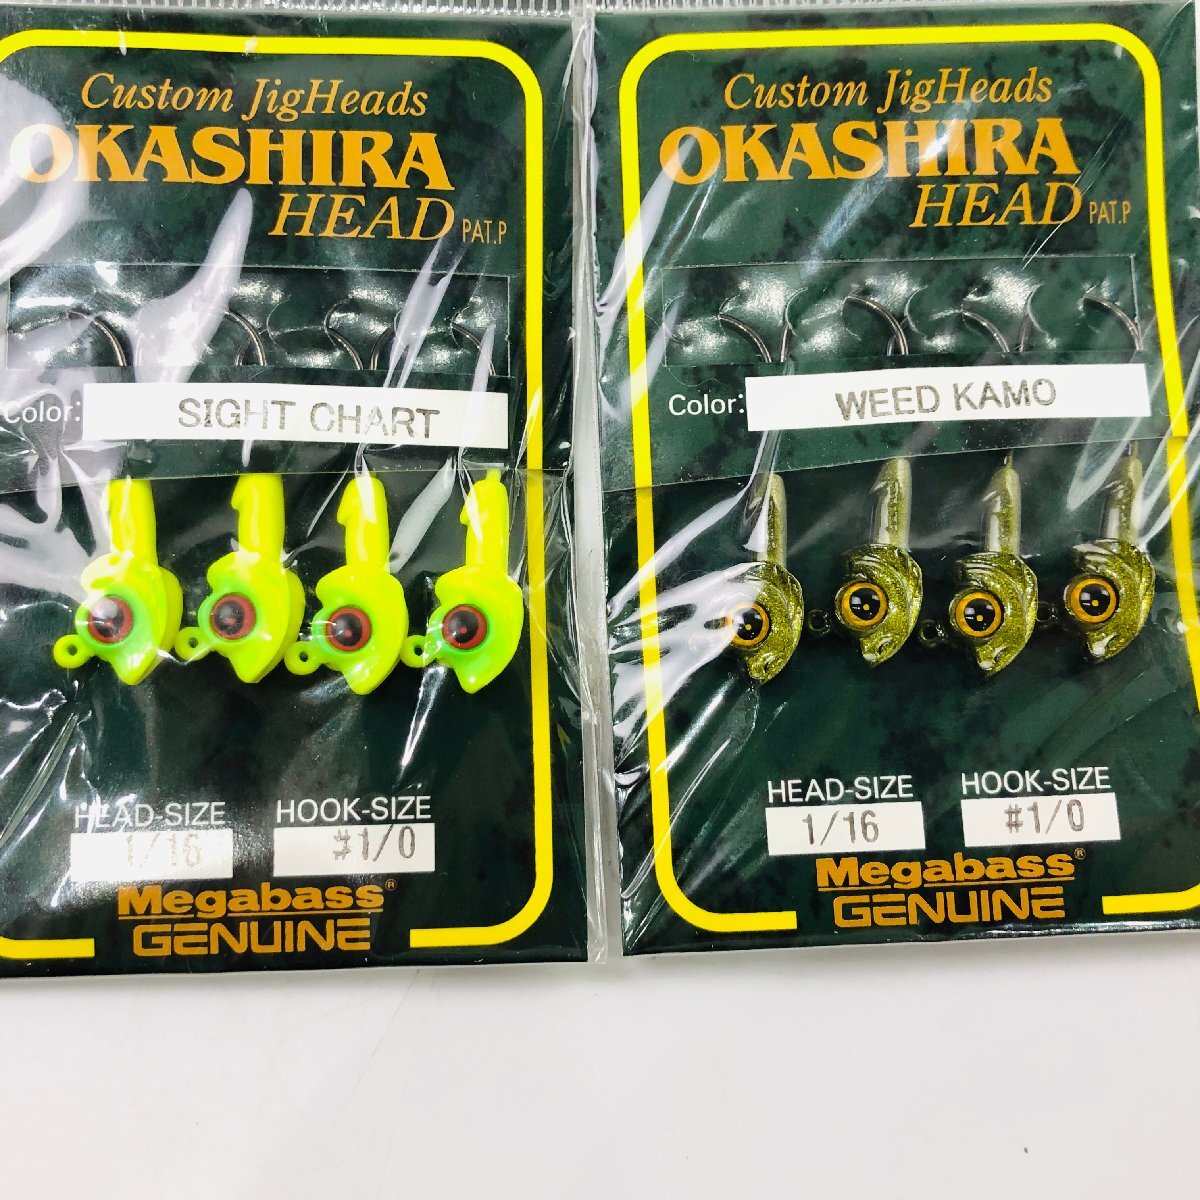 Custom JigHeads
OKASHIRA
HEAD PAT.P
Color: SIGHT CHART
HEAD-SIZE HOOK-SIZE
1/16 #1/0
Megabass®
GENUINE
Custom JigHeads
OKASHIRA
HEAD PAT.P
Color: WEED KAMO
HEAD-SIZE HOOK-SIZE
1/16 #1/0
Megabass®
GENUINE